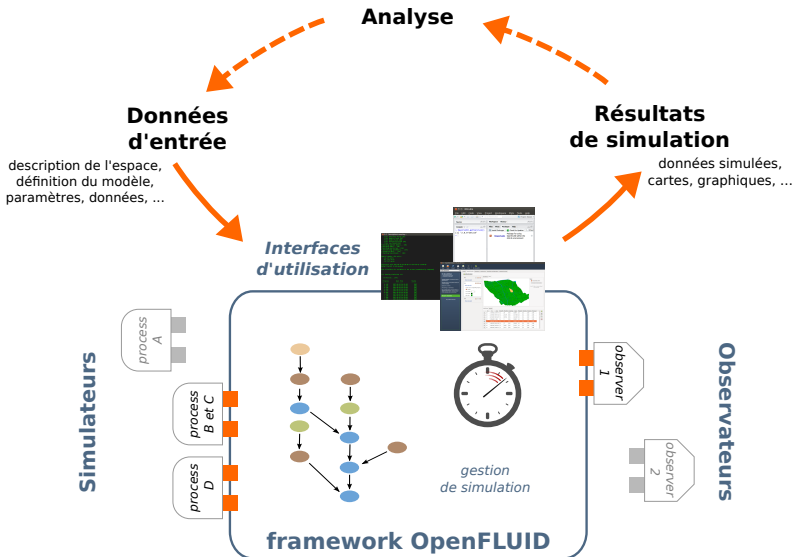 Analyse
Données
d'entrée
description de l'espace,
définition du modèle,
paramètres, données, ...
Résultats
de simulation
données simulées,
cartes, graphiques, ...
Interfaces
d'utilisation
Simulateurs
process
A
process
B et C
process
D
observer
1
observer
2
Observateurs
gestion
de simulation
framework OpenFLUID